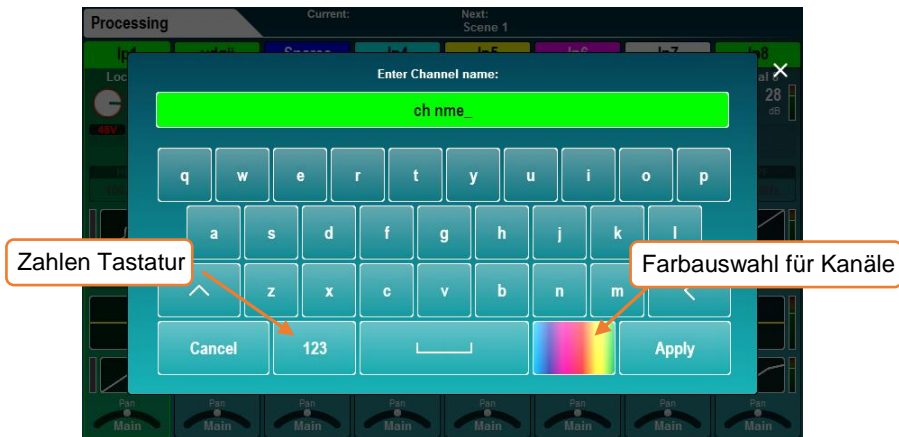 Processing
Current:
Next:
Scene 1
Ip4
Ip5
Ip6
Ip7
Ip8
Enter Channel name:
28
dB
48V
ch nme_
q w e r t y u i o p
a s d f g h j k l
Zahlen Tastatur
Farbauswahl für Kanäle
z x c v b n m
Cancel 123 Apply
Pan Pan Pan Pan Pan Pan Pan Pan
Main Main Main Main Main Main Main Main